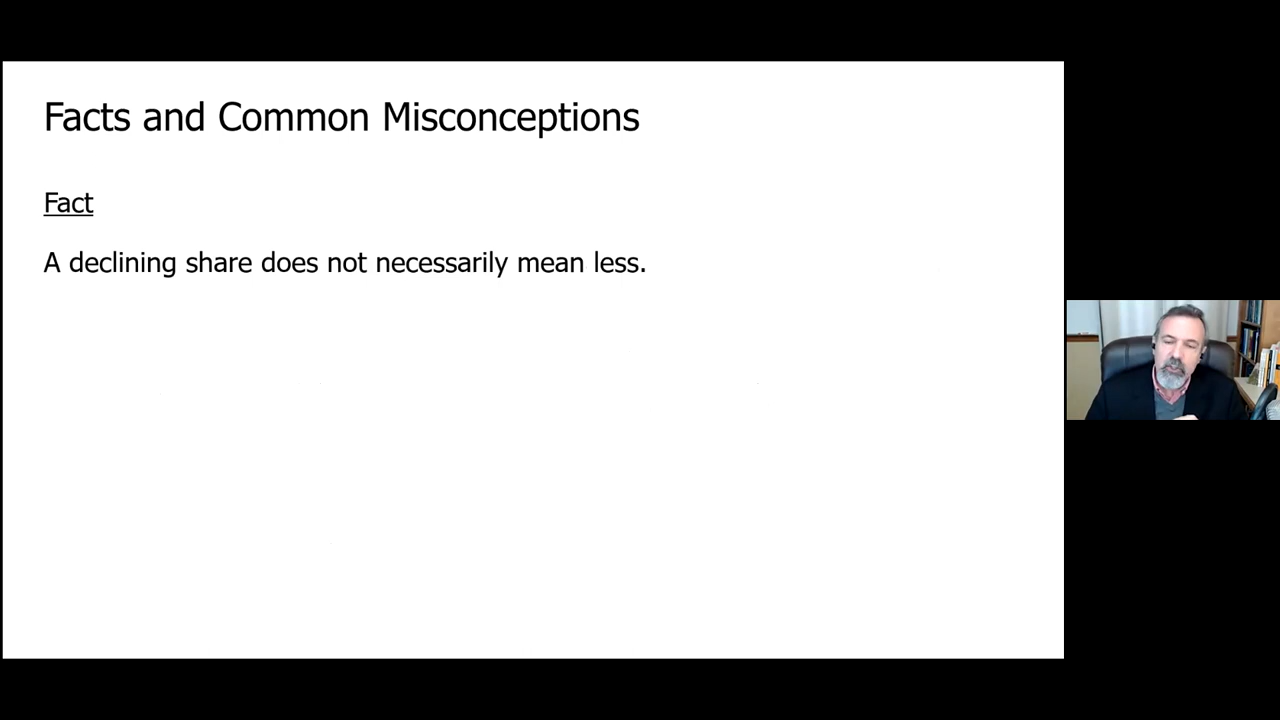 Facts and Common Misconceptions
Fact
A declining share does not necessarily mean less.